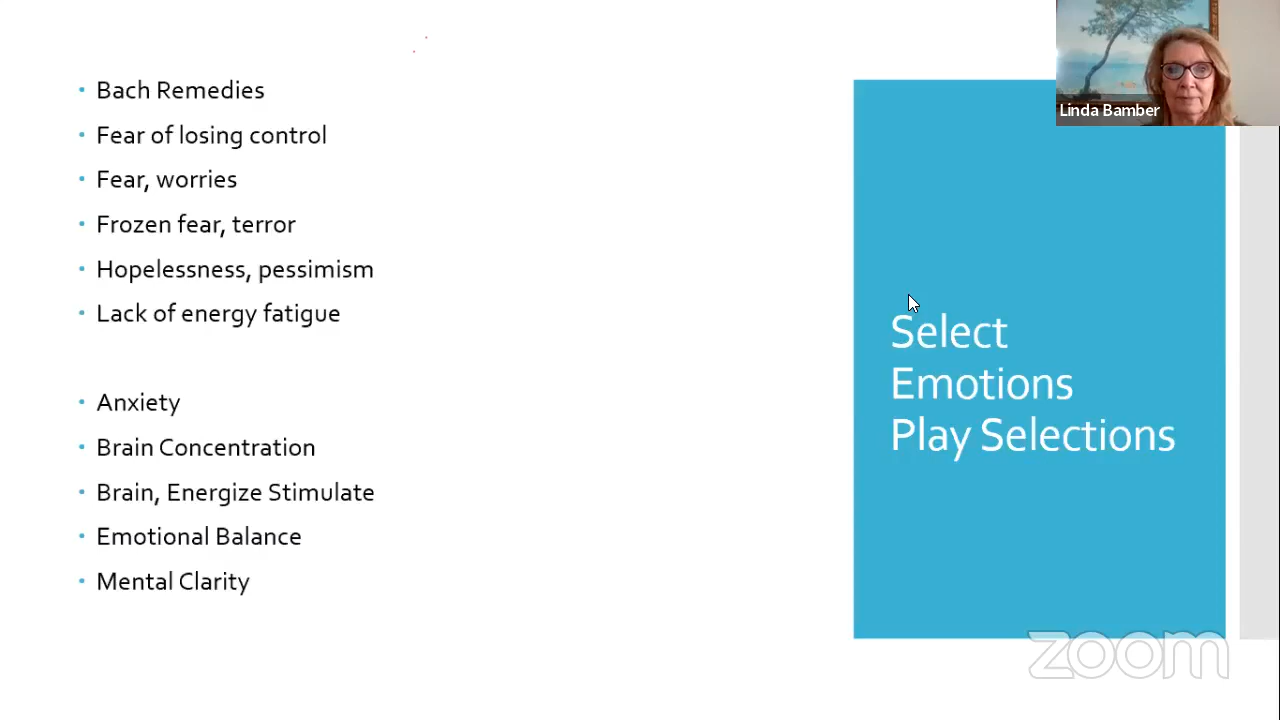 Bach Remedies
Fear of losing control
Fear, worries
Frozen fear, terror
Hopelessness, pessimism
Lack of energy fatigue
Anxiety
Brain Concentration
Brain, Energize Stimulate
Emotional Balance
Mental Clarity
Select
Emotions
Play Selections
Linda Bamber
zoom